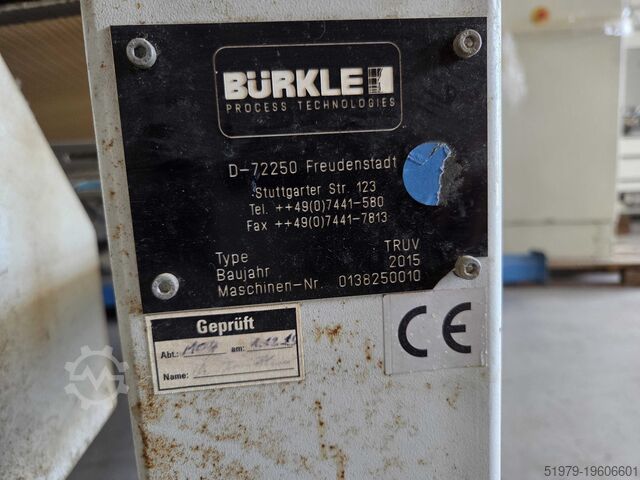 BÜRKLE
PROCESS TECHNOLOGIES
D-72250 Freudenstadt
Stuttgarter Str. 123
Tel. ++49(0)7441-580
Fax ++49(0)7441-7813
Type TRUV
Baujahr 2015
Maschinen-Nr. 0138250010
Geprüft
Abt.: am:
Name:
CE
51979-19606601